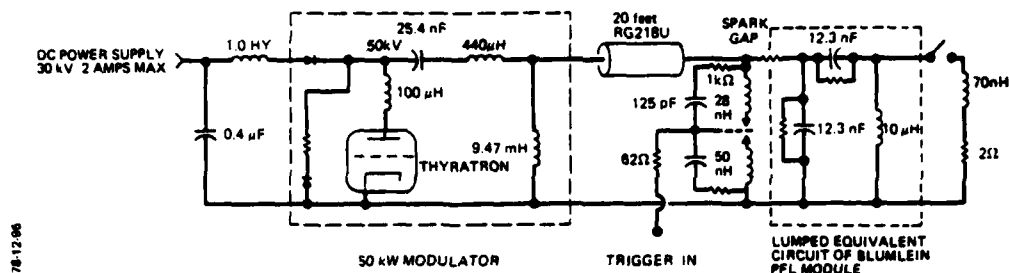 DC POWER SUPPLY
30 kV 2 AMPS MAX
1.0 HY
0.4 µF
50kV
25.4 nF
440µH
100 µH
THYRATRON
9.47 mH
50 kW MODULATOR
20 feet
RG218U
SPARK
GAP
1kΩ
125 pF
28
nH
62Ω
50
nH
TRIGGER IN
12.3 nF
12.3 nF
10µH
70nH
2Ω
LUMPED EQUIVALENT
CIRCUIT OF BLUMLEIN
PFL MODULE
78-12-96